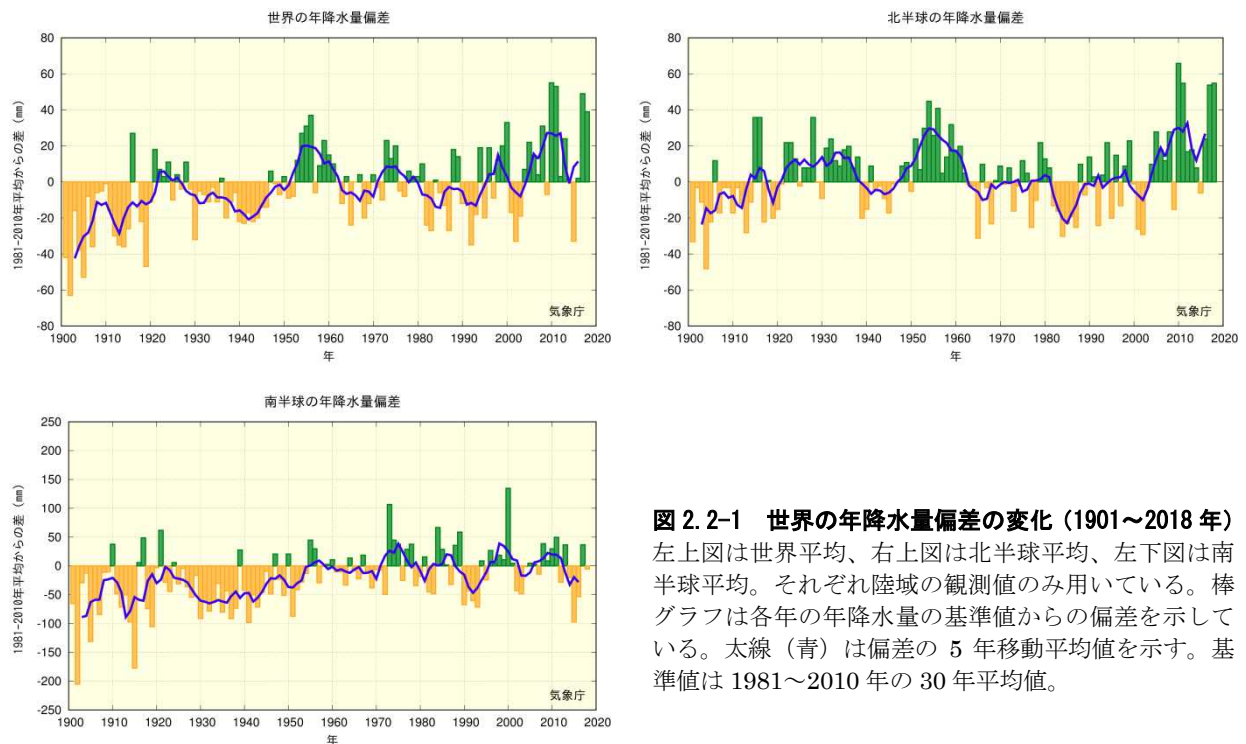 世界の年降水量偏差
1981-2010年平均からの差 (mm)
80
60
40
20
0
-20
-40
-60
-80
1900 1910 1920 1930 1940 1950 1960 1970 1980 1990 2000 2010 2020
年
気象庁
北半球の年降水量偏差
1981-2010年平均からの差 (mm)
80
60
40
20
0
-20
-40
-60
-80
1900 1910 1920 1930 1940 1950 1960 1970 1980 1990 2000 2010 2020
年
気象庁
南半球の年降水量偏差
1981-2010年平均からの差 (mm)
250
200
150
100
50
0
-50
-100
-150
-200
-250
1900 1910 1920 1930 1940 1950 1960 1970 1980 1990 2000 2010 2020
年
気象庁
図 2.2-1 世界の年降水量偏差の変化（1901～2018 年）
左上図は世界平均、右上図は北半球平均、左下図は南
半球平均。それぞれ陸域の観測値のみ用いている。棒
グラフは各年の年降水量の基準値からの偏差を示して
いる。太線（青）は偏差の 5 年移動平均値を示す。基
準値は 1981～2010 年の 30 年平均値。